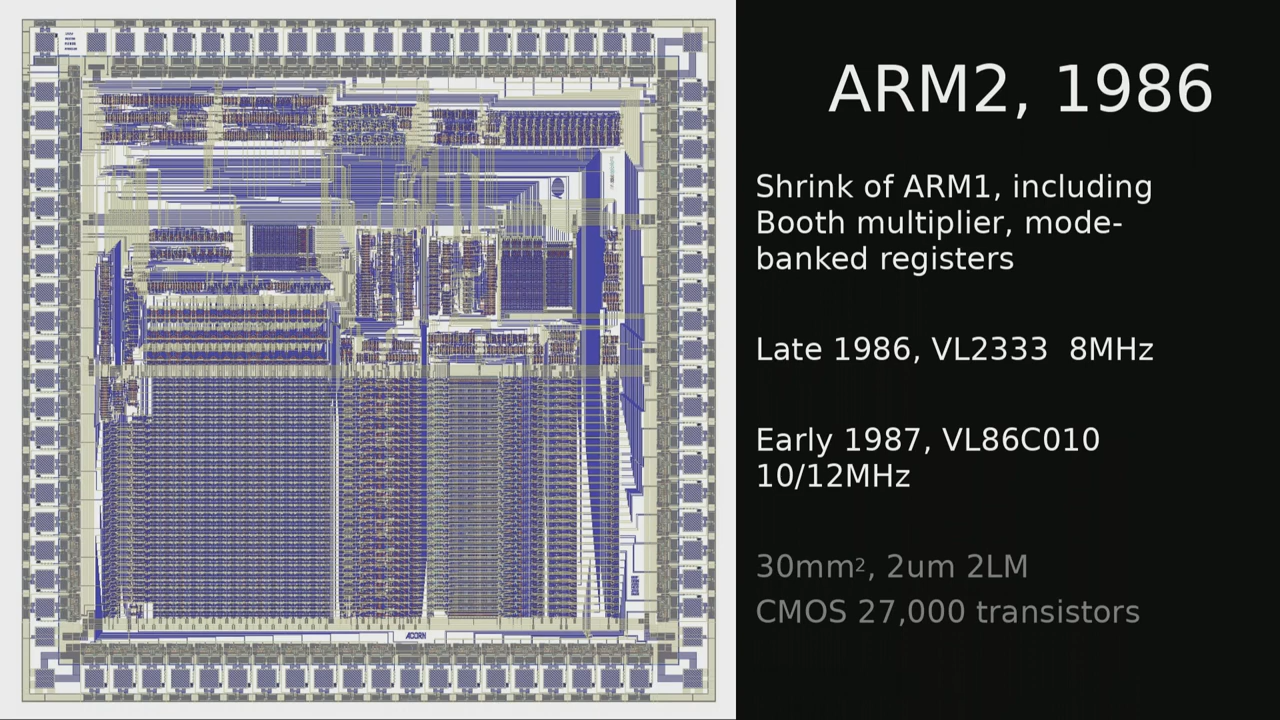 ARM2, 1986
Shrink of ARM1, including
Booth multiplier, mode-
banked registers
Late 1986, VL2333  8MHz
Early 1987, VL86C010
10/12MHz
30mm², 2um 2LM
CMOS 27,000 transistors
ACORN